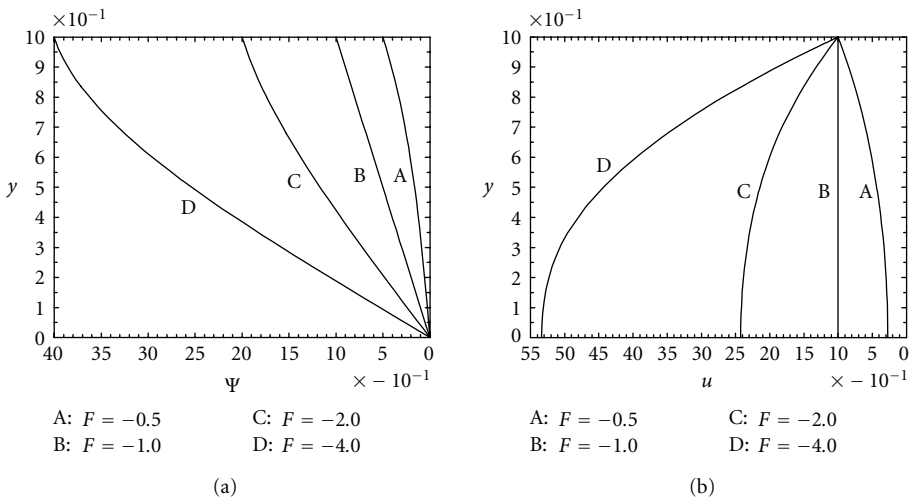 ×10⁻¹
10
9
8
7
6
5
4
3
2
1
0
y
A
B
C
D
40 35 30 25 20 15 10 5 0
Ψ
× − 10⁻¹
A: F = −0.5 C: F = −2.0
B: F = −1.0 D: F = −4.0
(a)
×10⁻¹
10
9
8
7
6
5
4
3
2
1
0
y
D
C
B
A
55 50 45 40 35 30 25 20 15 10 5 0
u
× − 10⁻¹
A: F = −0.5 C: F = −2.0
B: F = −1.0 D: F = −4.0
(b)